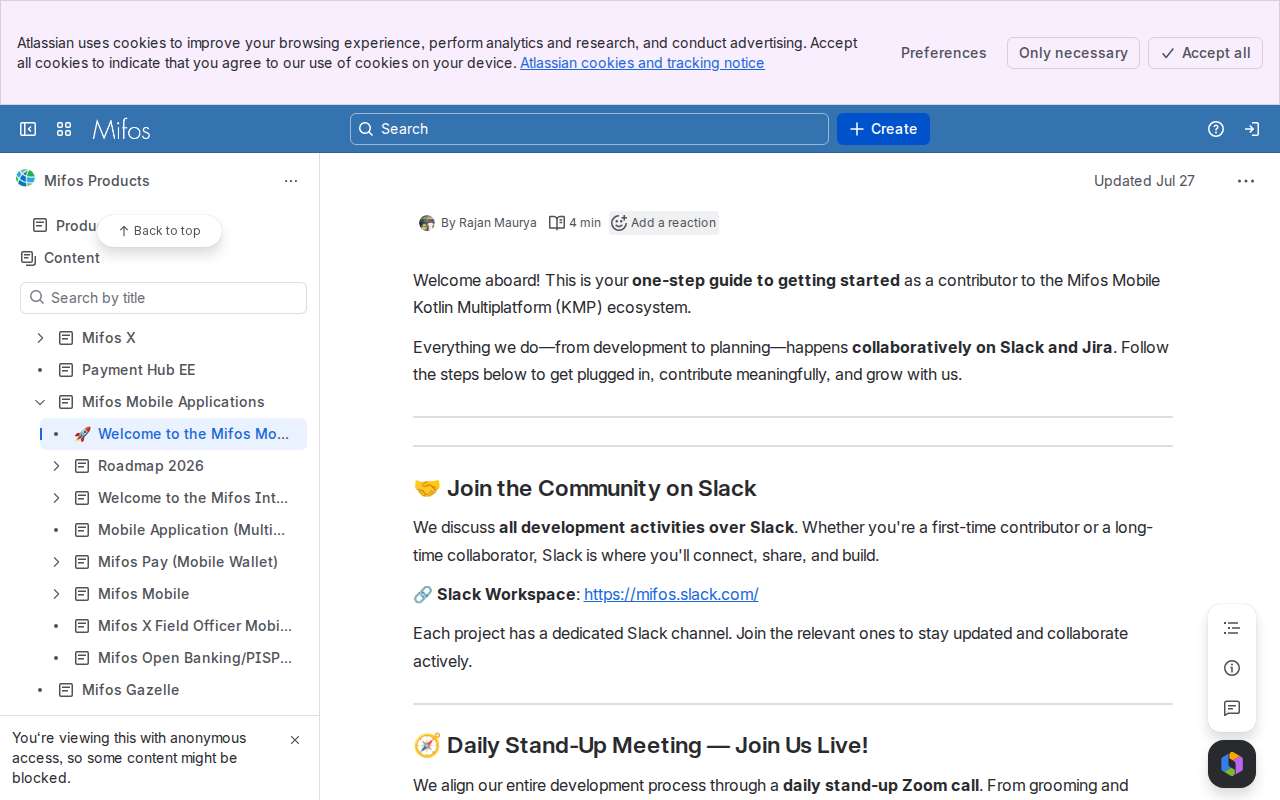 Atlassian uses cookies to improve your browsing experience, perform analytics and research, and conduct advertising. Accept
all cookies to indicate that you agree to our use of cookies on your device. Atlassian cookies and tracking notice
Preferences
Only necessary
Accept all
Mifos
Search
Create
Mifos Products
Updated Jul 27
Produ
Back to top
Content
Search by title
Mifos X
Payment Hub EE
Mifos Mobile Applications
🚀 Welcome to the Mifos Mo...
Roadmap 2026
Welcome to the Mifos Int...
Mobile Application (Multi...
Mifos Pay (Mobile Wallet)
Mifos Mobile
Mifos X Field Officer Mobi...
Mifos Open Banking/PISP...
Mifos Gazelle
You're viewing this with anonymous
access, so some content might be
blocked.
By Rajan Maurya
4 min
Add a reaction
Welcome aboard! This is your one-step guide to getting started as a contributor to the Mifos Mobile
Kotlin Multiplatform (KMP) ecosystem.
Everything we do—from development to planning—happens collaboratively on Slack and Jira. Follow
the steps below to get plugged in, contribute meaningfully, and grow with us.
🤝 Join the Community on Slack
We discuss all development activities over Slack. Whether you're a first-time contributor or a long-
time collaborator, Slack is where you'll connect, share, and build.
🔗 Slack Workspace: https://mifos.slack.com/
Each project has a dedicated Slack channel. Join the relevant ones to stay updated and collaborate
actively.
🧭 Daily Stand-Up Meeting — Join Us Live!
We align our entire development process through a daily stand-up Zoom call. From grooming and